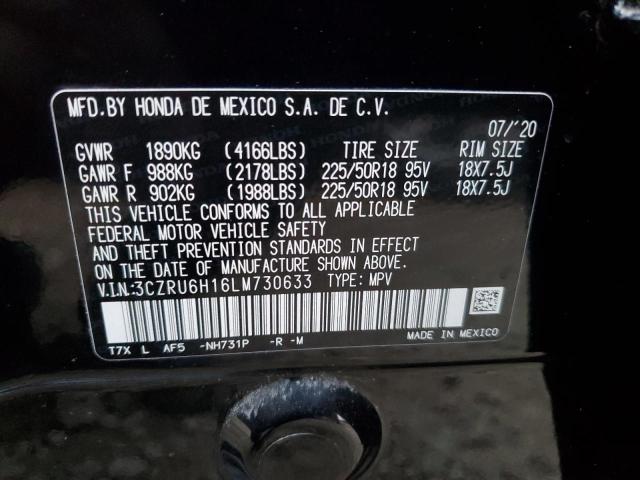 MFD.BY HONDA DE MEXICO S.A. DE C.V.
07/'20
GVWR 1890KG (4166LBS) TIRE SIZE RIM SIZE
GAWR F 988KG (2178LBS) 225/50R18 95V 18X7.5J
GAWR R 902KG (1988LBS) 225/50R18 95V 18X7.5J
THIS VEHICLE CONFORMS TO ALL APPLICABLE
FEDERAL MOTOR VEHICLE SAFETY
AND THEFT PREVENTION STANDARDS IN EFFECT
ON THE DATE OF MANUFACTURE SHOWN ABOVE.
V.I.N:3CZRU6H16LM730633 TYPE: MPV
T7X L AF5 -NH731P -R -M MADE IN MEXICO